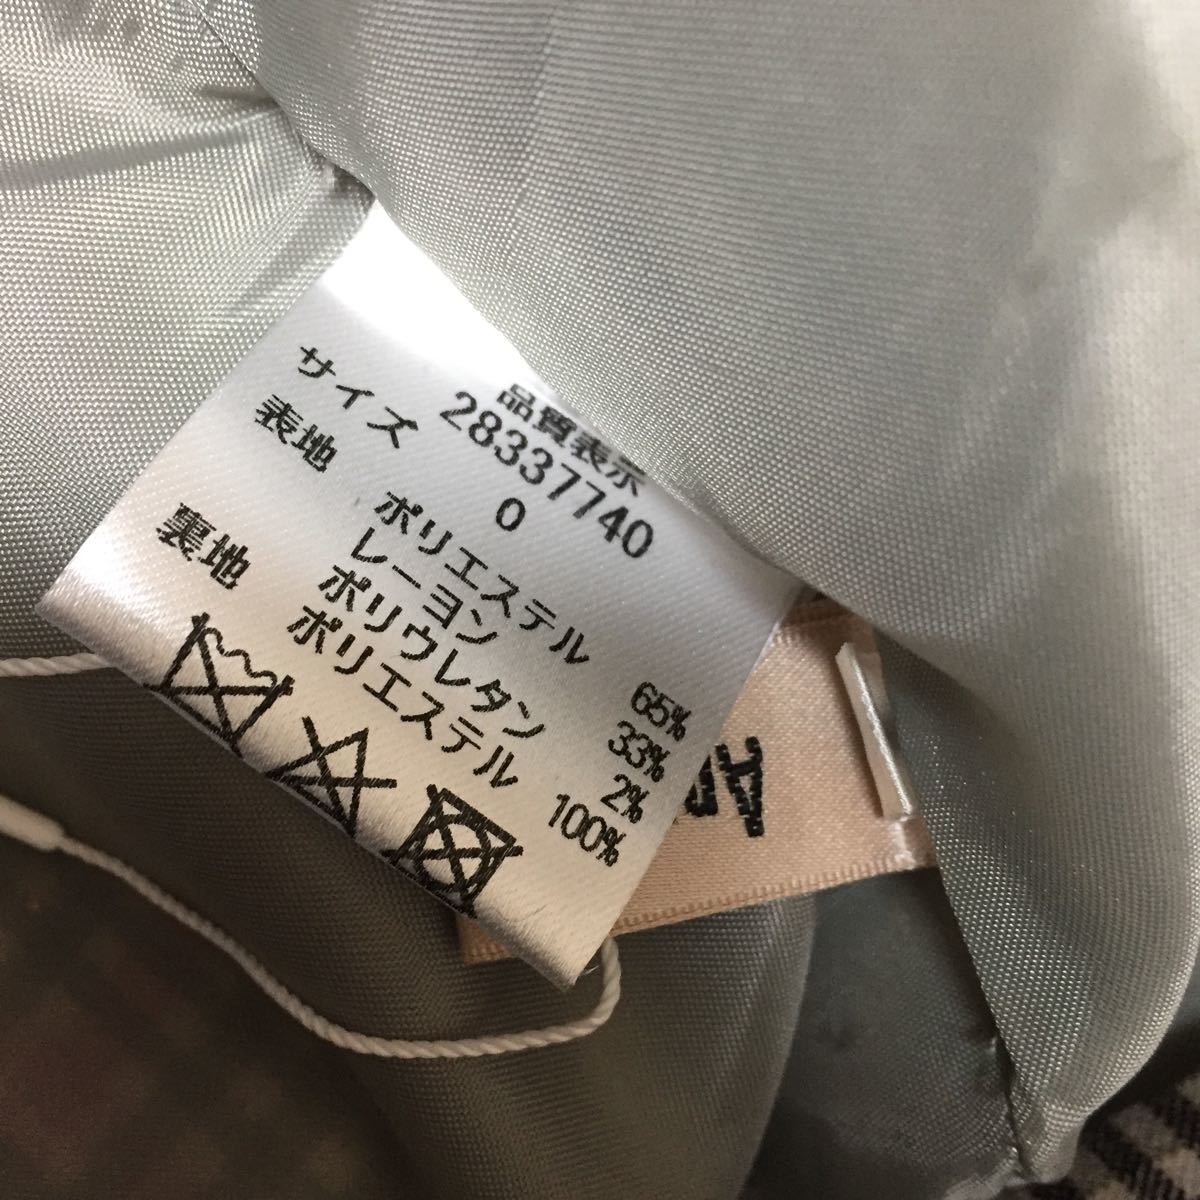 品質表示
28337740
サイズ 0
表地 ポリエステル 65%
レーヨン 33%
ポリウレタン 2%
裏地 ポリエステル 100%